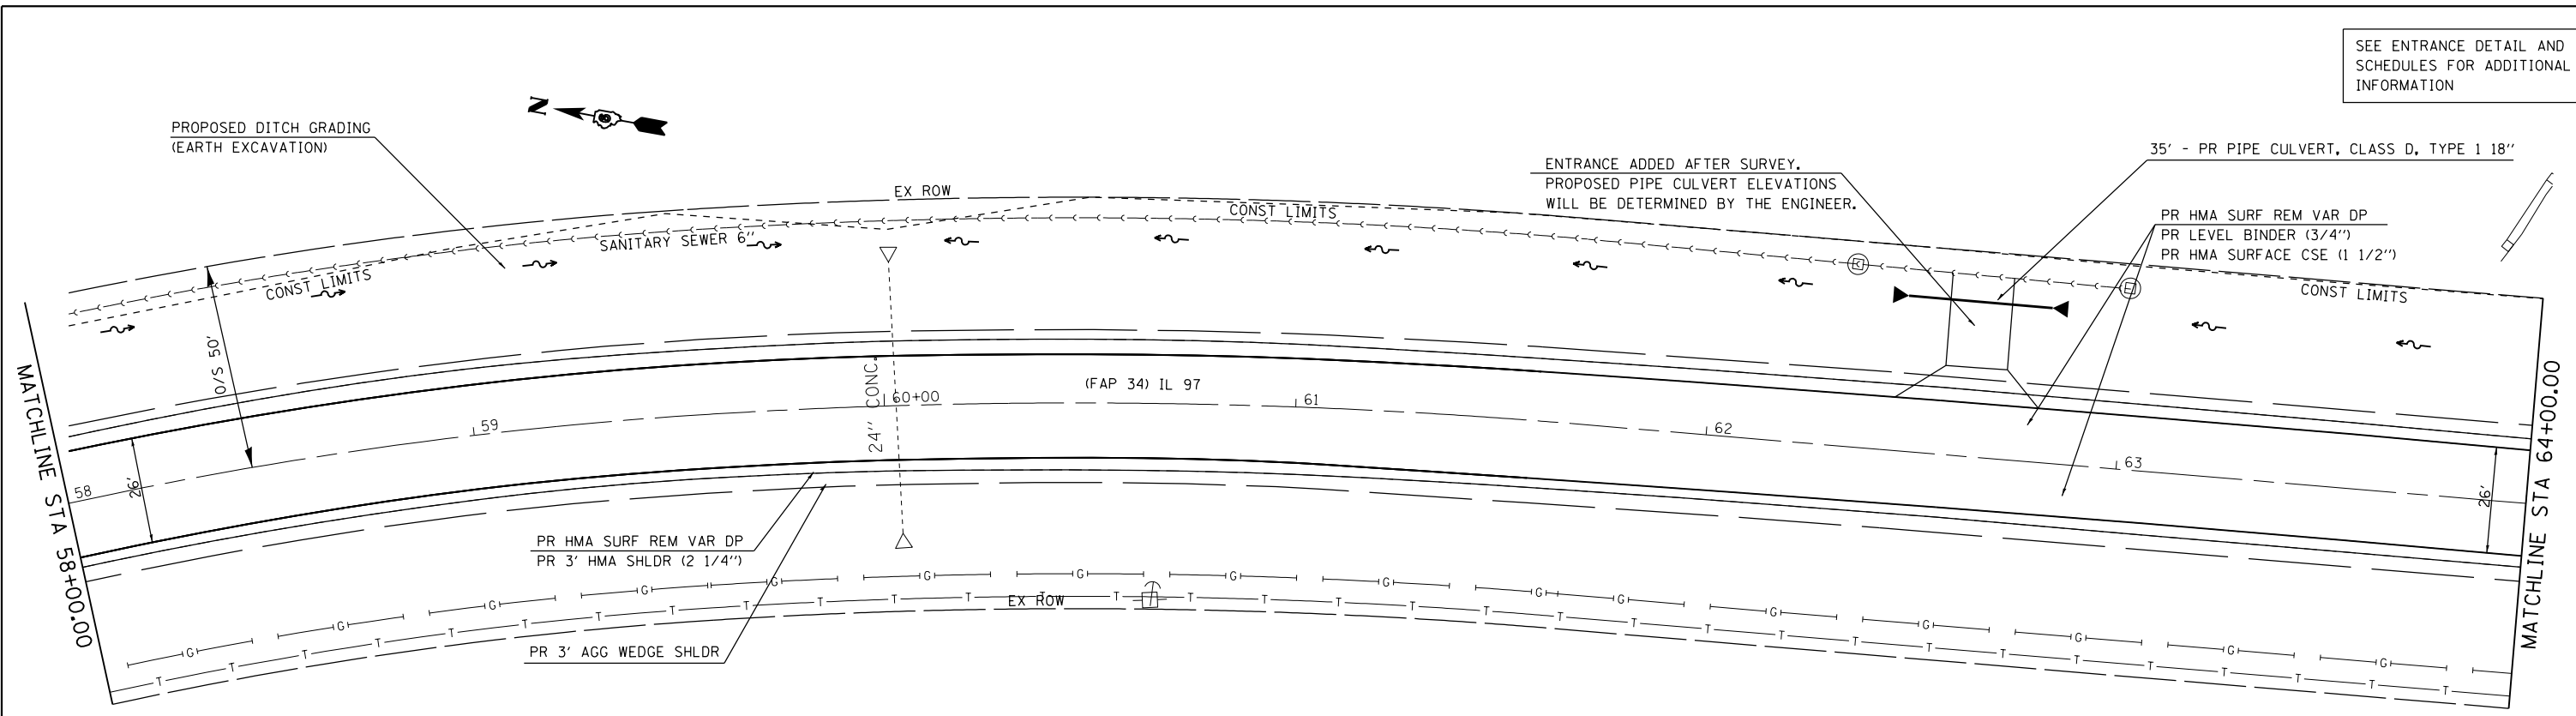 SEE ENTRANCE DETAIL AND
SCHEDULES FOR ADDITIONAL
INFORMATION
N
PROPOSED DITCH GRADING
(EARTH EXCAVATION)
ENTRANCE ADDED AFTER SURVEY.
PROPOSED PIPE CULVERT ELEVATIONS
WILL BE DETERMINED BY THE ENGINEER.
35' - PR PIPE CULVERT, CLASS D, TYPE 1 18"
PR HMA SURF REM VAR DP
PR LEVEL BINDER (3/4")
PR HMA SURFACE CSE (1 1/2")
EX ROW
CONST LIMITS
SANITARY SEWER 6"
CONST LIMITS
CONST LIMITS
O/S 50'
MATCHLINE STA 58+00.00
26'
58
59
24" CONC.
60+00
(FAP 34) IL 97
61
62
63
26'
MATCHLINE STA 64+00.00
PR HMA SURF REM VAR DP
PR 3' HMA SHLDR (2 1/4")
PR 3' AGG WEDGE SHLDR
G G G G G G G G G G G G G G G G
EX ROW
T T T T T T T T T T T T T T T T T T T T T T T T T T T T T T T T